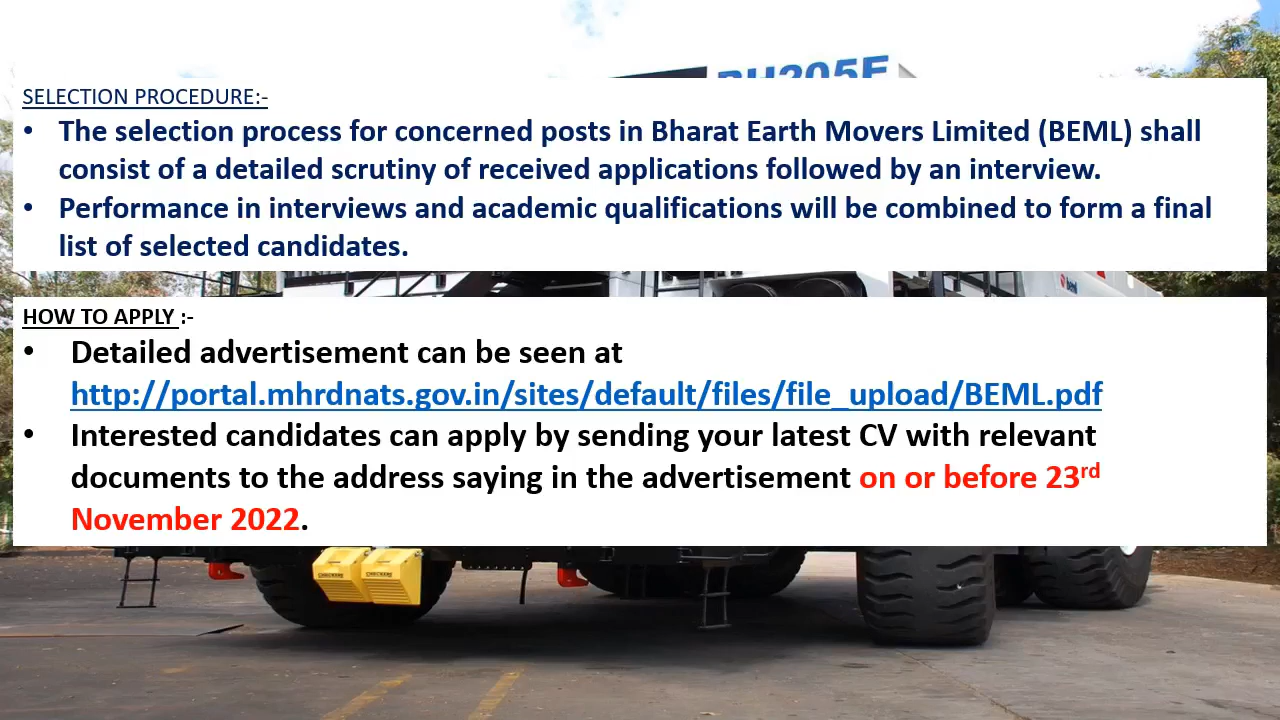 BH205E
SELECTION PROCEDURE:-
• The selection process for concerned posts in Bharat Earth Movers Limited (BEML) shall
consist of a detailed scrutiny of received applications followed by an interview.
• Performance in interviews and academic qualifications will be combined to form a final
list of selected candidates.
beml
HOW TO APPLY :-
• Detailed advertisement can be seen at
http://portal.mhrdnats.gov.in/sites/default/files/file_upload/BEML.pdf
• Interested candidates can apply by sending your latest CV with relevant
documents to the address saying in the advertisement on or before 23rd
November 2022.
CHECKERS CHECKERS